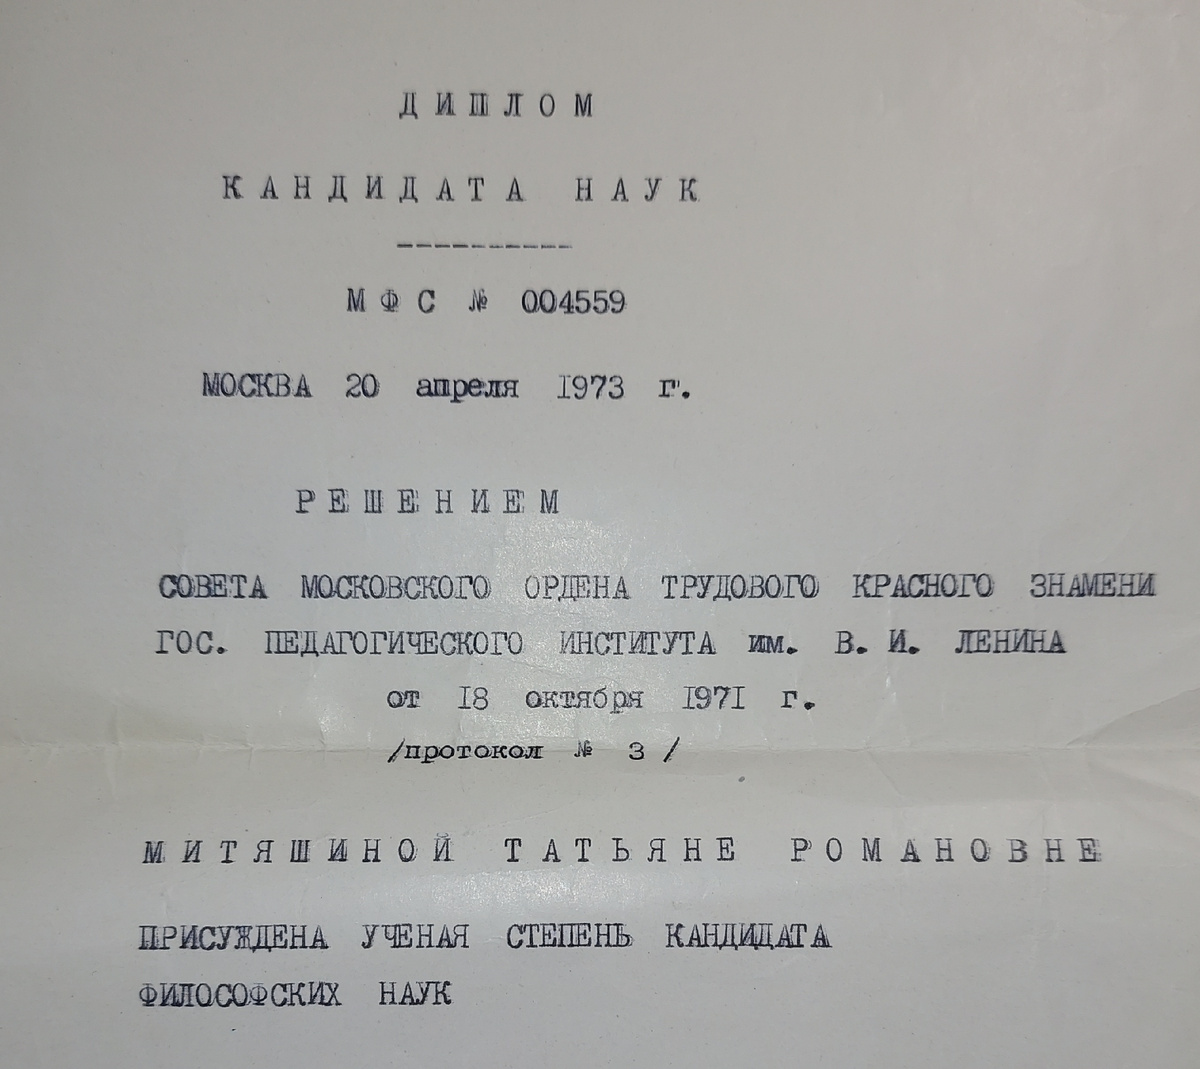 ДИПЛОМ
КАНДИДАТА НАУК
----------
МФС № 004559
МОСКВА 20 апреля 1973 г.
РЕШЕНИЕМ
СОВЕТА МОСКОВСКОГО ОРДЕНА ТРУДОВОГО КРАСНОГО ЗНАМЕНИ
ГОС. ПЕДАГОГИЧЕСКОГО ИНСТИТУТА им. В. И. ЛЕНИНА
от 18 октября 1971 г.
/протокол № 3 /
МИТЯШИНОЙ ТАТЬЯНЕ РОМАНОВНЕ
ПРИСУЖДЕНА УЧЕНАЯ СТЕПЕНЬ КАНДИДАТА
ФИЛОСОФСКИХ НАУК